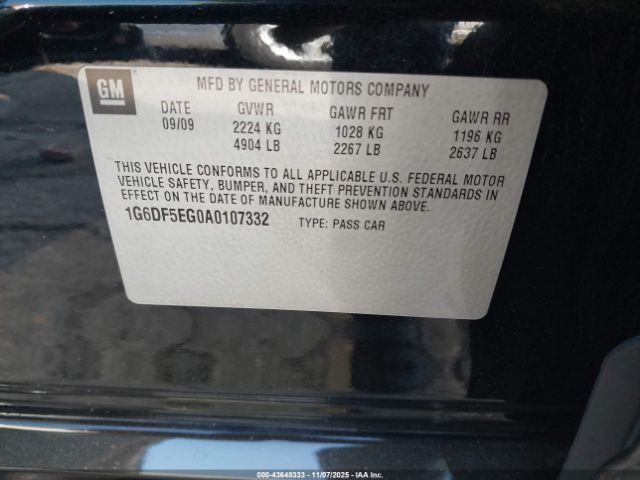 GM
MFD BY GENERAL MOTORS COMPANY
DATE GVWR GAWR FRT GAWR RR
09/09 2224 KG 1028 KG 1196 KG
4904 LB 2267 LB 2637 LB
THIS VEHICLE CONFORMS TO ALL APPLICABLE U.S. FEDERAL MOTOR
VEHICLE SAFETY, BUMPER, AND THEFT PREVENTION STANDARDS IN
EFFECT ON THE DATE OF MANUFACTURE SHOWN ABOVE.
1G6DF5EG0A0107332 TYPE: PASS CAR
000-43648333 - 11/07/2025 - IAA